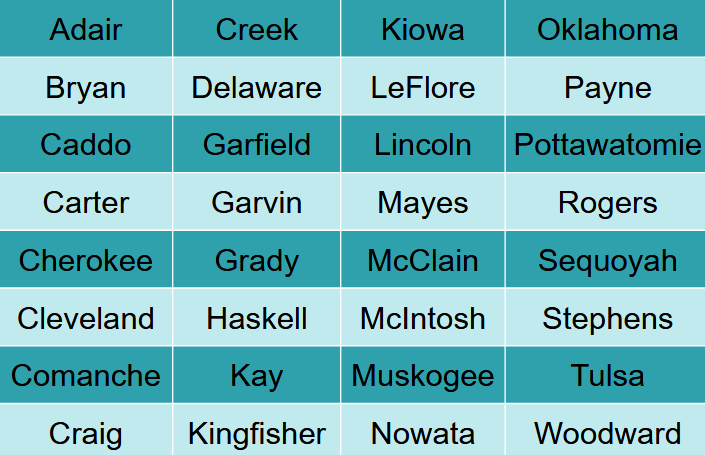 Adair Creek Kiowa Oklahoma
Bryan Delaware LeFlore Payne
Caddo Garfield Lincoln Pottawatomie
Carter Garvin Mayes Rogers
Cherokee Grady McClain Sequoyah
Cleveland Haskell McIntosh Stephens
Comanche Kay Muskogee Tulsa
Craig Kingfisher Nowata Woodward